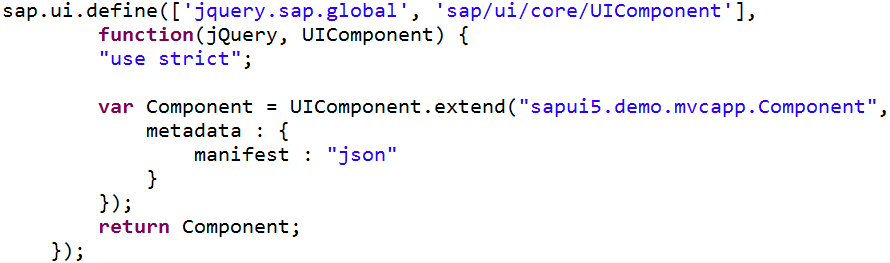 sap.ui.define(['jquery.sap.global', 'sap/ui/core/UIComponent'],
        function(jQuery, UIComponent) {
        "use strict";

        var Component = UIComponent.extend("sapui5.demo.mvcapp.Component",
            metadata : {
                manifest : "json"
            }
        });
        return Component;
    });